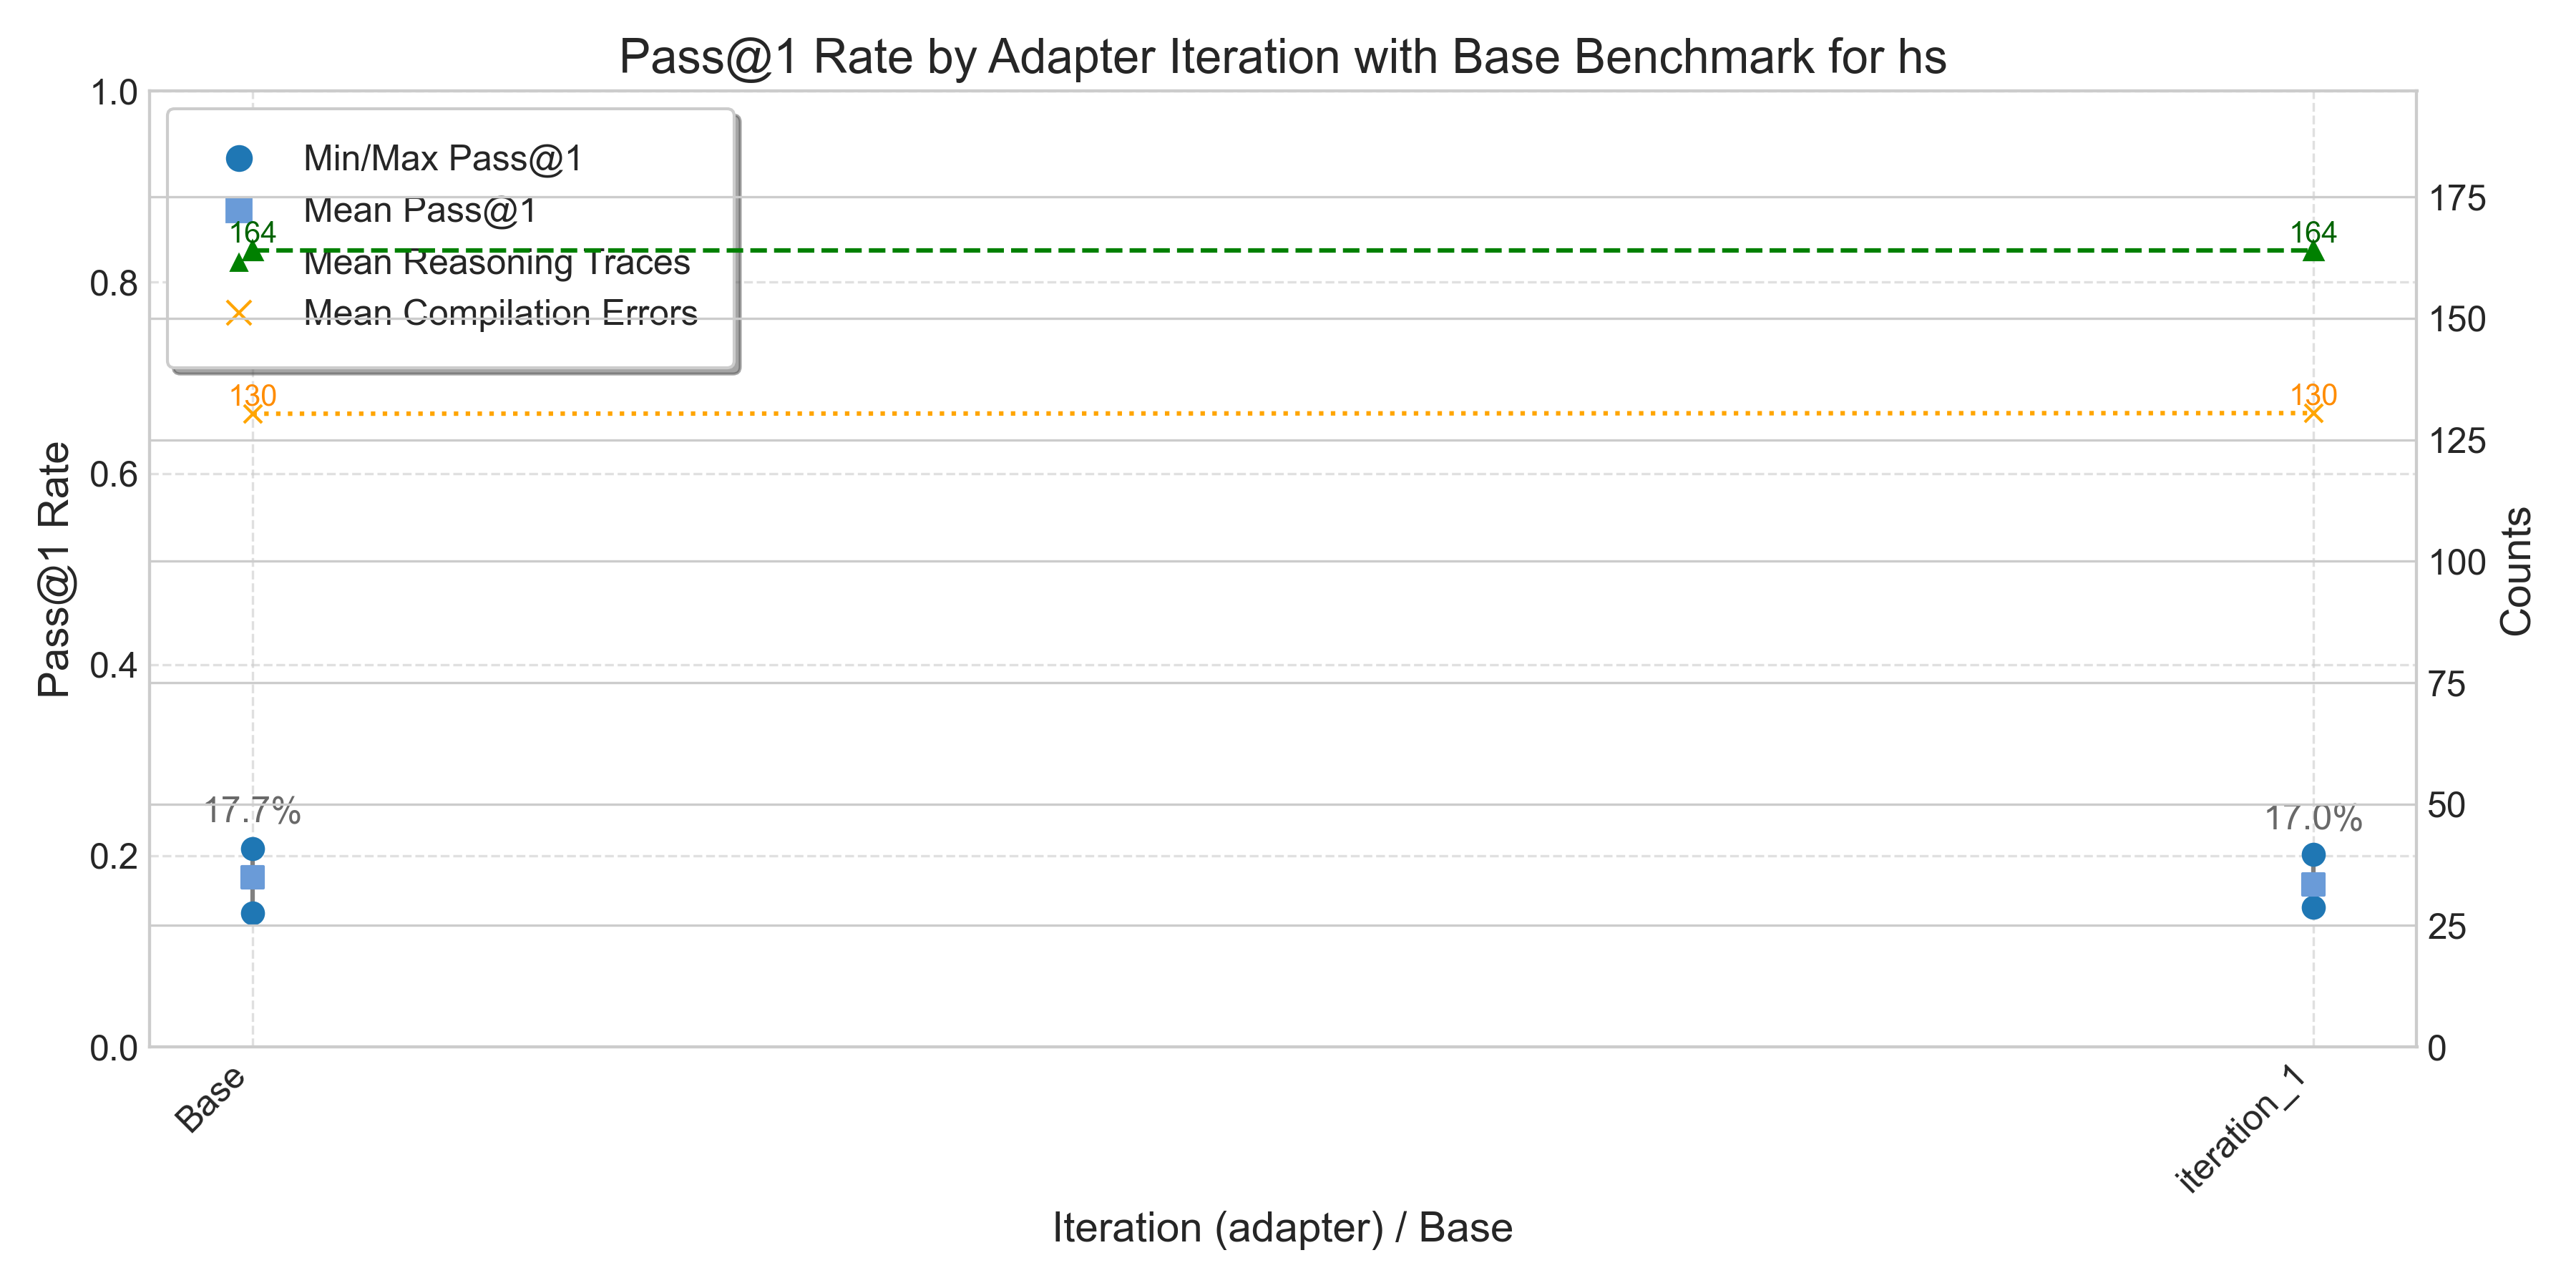 Pass@1 Rate by Adapter Iteration with Base Benchmark for hs
1.0
0.8
0.6
0.4
0.2
0.0
Pass@1 Rate
Min/Max Pass@1
Mean Pass@1
Mean Reasoning Traces
Mean Compilation Errors
164
164
130
130
17.7%
17.0%
175
150
125
100
75
50
25
0
Counts
Base
iteration_1
Iteration (adapter) / Base